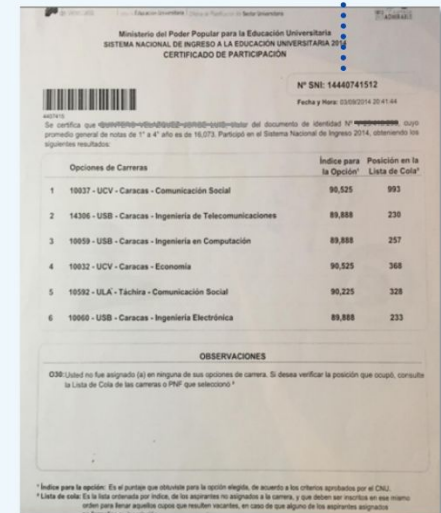 Ministerio del Poder Popular para la Educación Universitaria
SISTEMA NACIONAL DE INGRESO A LA EDUCACIÓN UNIVERSITARIA 2014
CERTIFICADO DE PARTICIPACIÓN
N° SNI: 14440741512
Fecha y Hora: 03/09/2014 20:41:44
4407415
Se certifica que del documento de identidad N° cuyo
promedio general de notas de 1° a 4° año es de 16,073. Participó en el Sistema Nacional de Ingreso 2014, obteniendo los
siguientes resultados:
Opciones de Carreras Índice para la Opción¹ Posición en la Lista de Cola²
1 10037 - UCV - Caracas - Comunicación Social 90,525 993
2 14306 - USB - Caracas - Ingeniería de Telecomunicaciones 89,888 230
3 10059 - USB - Caracas - Ingeniería en Computación 89,888 257
4 10032 - UCV - Caracas - Economía 90,525 368
5 10592 - ULA - Táchira - Comunicación Social 90,225 328
6 10060 - USB - Caracas - Ingeniería Electrónica 89,888 233
OBSERVACIONES
O30: Usted no fue asignado (a) en ninguna de sus opciones de carrera. Si desea verificar la posición que ocupó, consulte
la Lista de Cola de las carreras o PNF que seleccionó ²
¹ Índice para la opción: Es el puntaje que obtuviste para la opción elegida, de acuerdo a los criterios aprobados por el CNU.
² Lista de cola: Es la lista ordenada por índice, de los aspirantes no asignados a la carrera, y que deben ser inscritos en ese mismo
orden para llenar aquellos cupos que resulten vacantes, en caso de que alguno de los aspirantes asignados